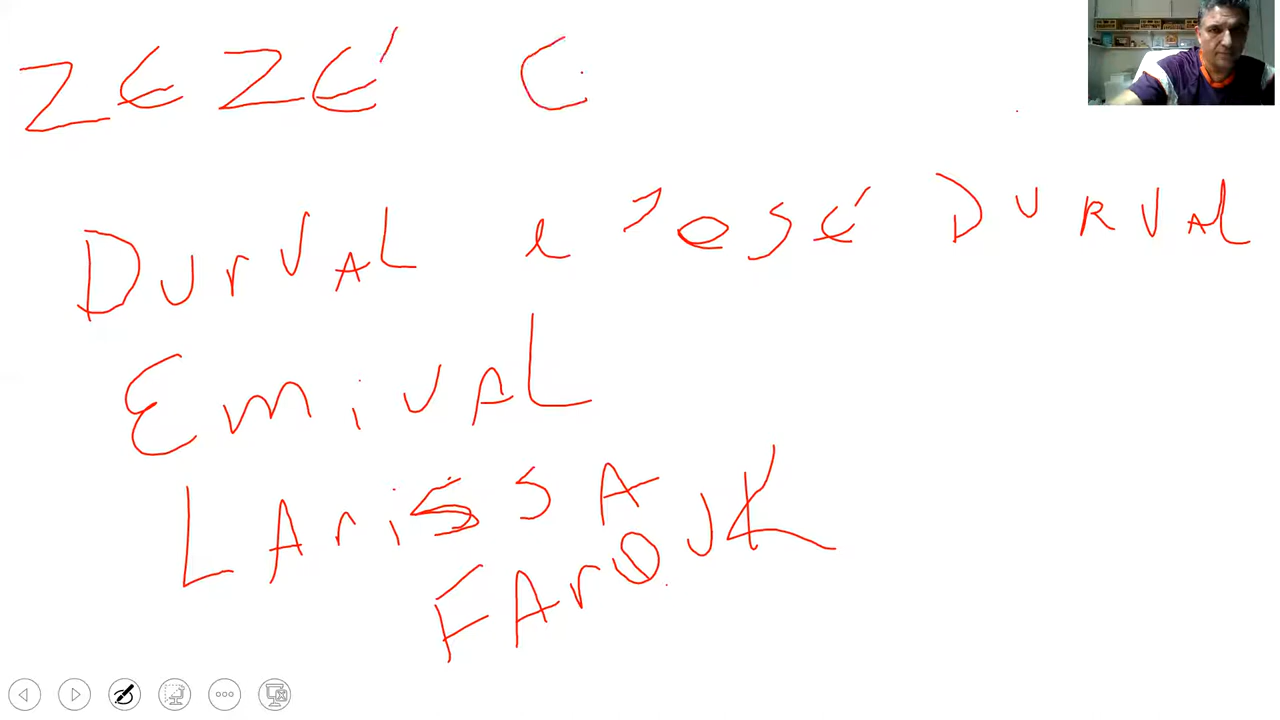 ZEZÉ C
DUrVAL e JOSÉ DURVAL
EmiVAL
LAriSSA
FArOUK